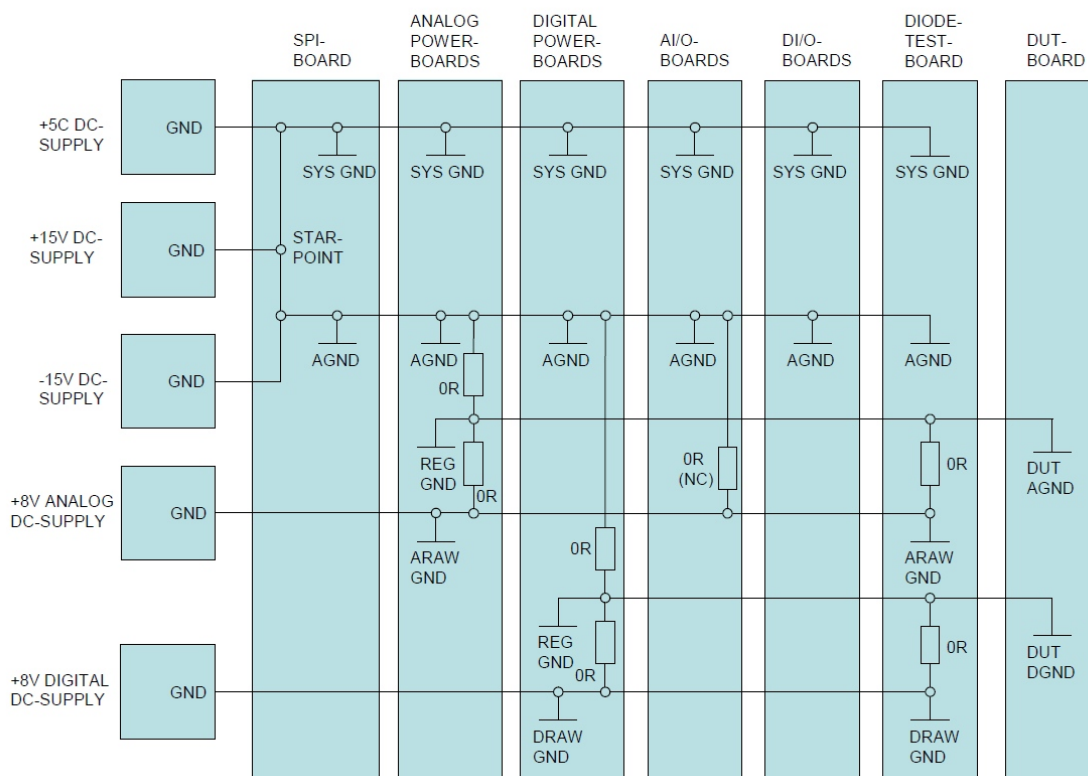 SPI-
BOARD
ANALOG
POWER-
BOARDS
DIGITAL
POWER-
BOARDS
AI/O-
BOARDS
DI/O-
BOARDS
DIODE-
TEST-
BOARD
DUT-
BOARD
+5C DC-
SUPPLY
GND
SYS GND
SYS GND
SYS GND
SYS GND
SYS GND
SYS GND
+15V DC-
SUPPLY
GND
STAR-
POINT
-15V DC-
SUPPLY
GND
AGND
AGND
AGND
AGND
AGND
AGND
0R
REG
GND
0R
0R
(NC)
0R
DUT
AGND
+8V ANALOG
DC-SUPPLY
GND
ARAW
GND
0R
ARAW
GND
REG
GND
0R
0R
DUT
DGND
+8V DIGITAL
DC-SUPPLY
GND
DRAW
GND
DRAW
GND